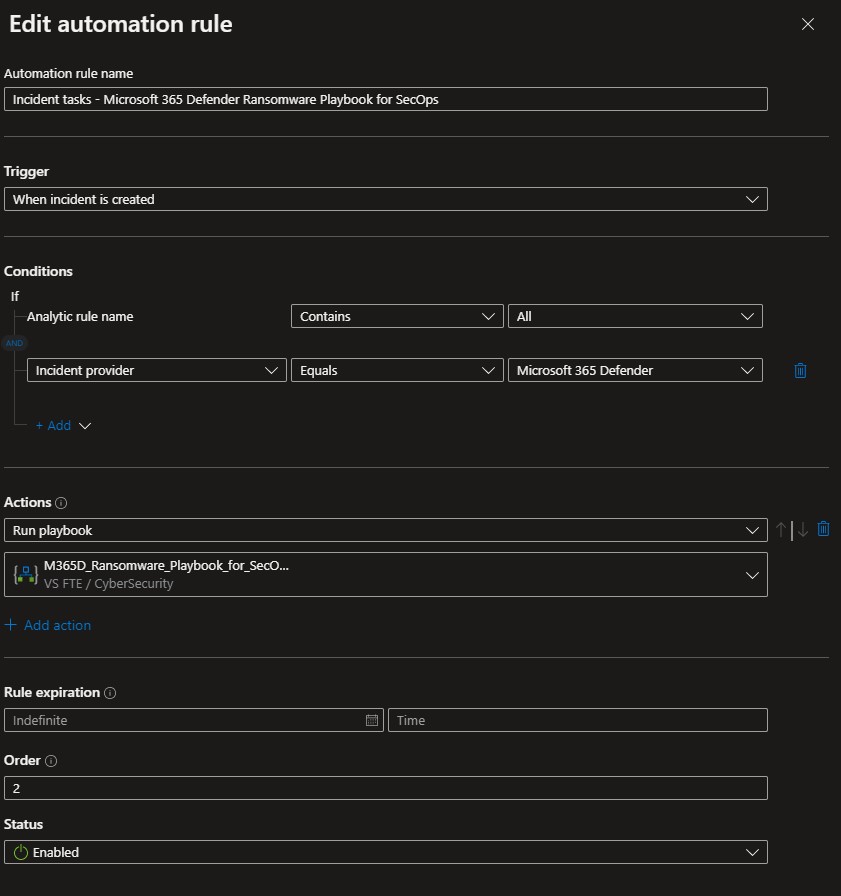 Edit automation rule
Automation rule name
Incident tasks - Microsoft 365 Defender Ransomware Playbook for SecOps
Trigger
When incident is created
Conditions
If
Analytic rule name Contains All
AND
Incident provider Equals Microsoft 365 Defender
+ Add
Actions
Run playbook
M365D_Ransomware_Playbook_for_SecO...
VS FTE / CyberSecurity
+ Add action
Rule expiration
Indefinite Time
Order
2
Status
Enabled